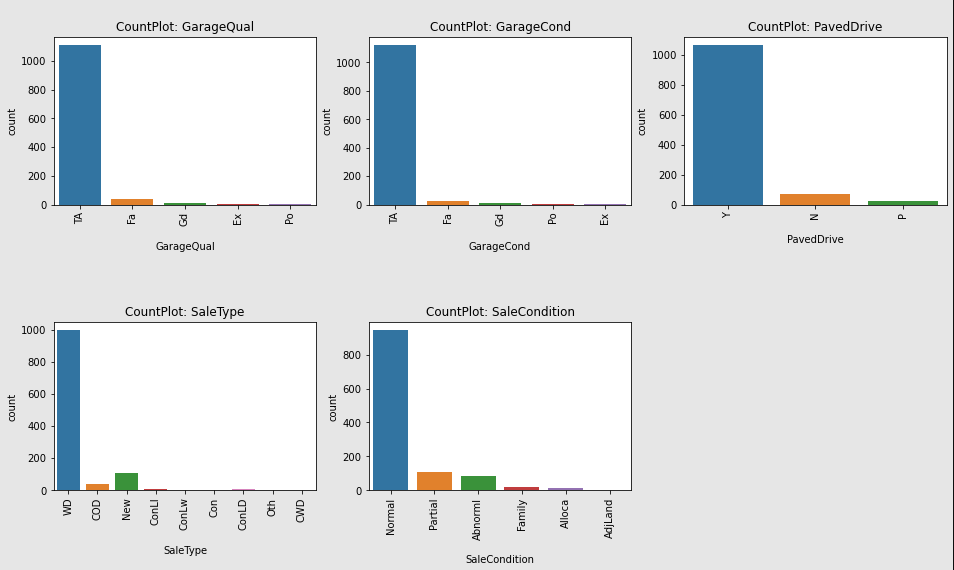 CountPlot: GarageQual
1000
800
600
400
200
0
count
TA
Fa
Gd
Ex
Po
GarageQual
CountPlot: GarageCond
1000
800
600
400
200
0
count
TA
Fa
Gd
Po
Ex
GarageCond
CountPlot: PavedDrive
1000
800
600
400
200
0
count
Y
N
P
PavedDrive
CountPlot: SaleType
1000
800
600
400
200
0
count
WD
COD
New
ConLI
ConLw
Con
ConLD
Oth
CWD
SaleType
CountPlot: SaleCondition
800
600
400
200
0
count
Normal
Partial
Abnorml
Family
Alloca
AdjLand
SaleCondition